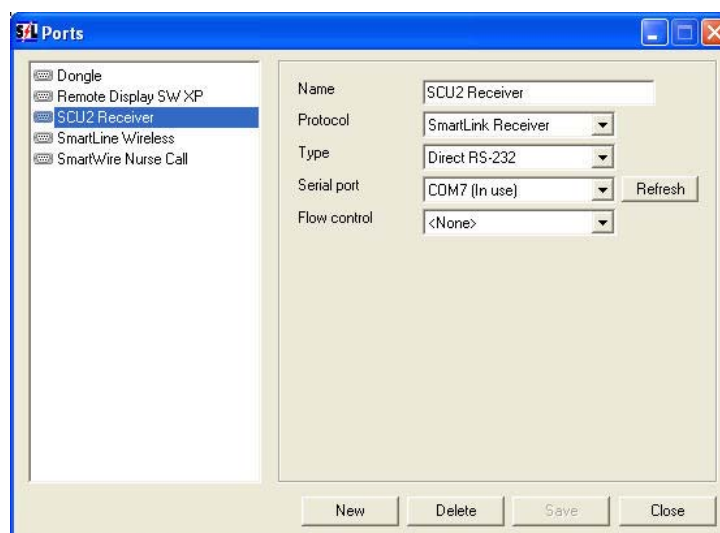 SfL Ports
Dongle
Remote Display SW XP
SCU2 Receiver
SmartLine Wireless
SmartWire Nurse Call
Name SCU2 Receiver
Protocol SmartLink Receiver
Type Direct RS-232
Serial port COM7 (In use) Refresh
Flow control <None>
New Delete Save Close